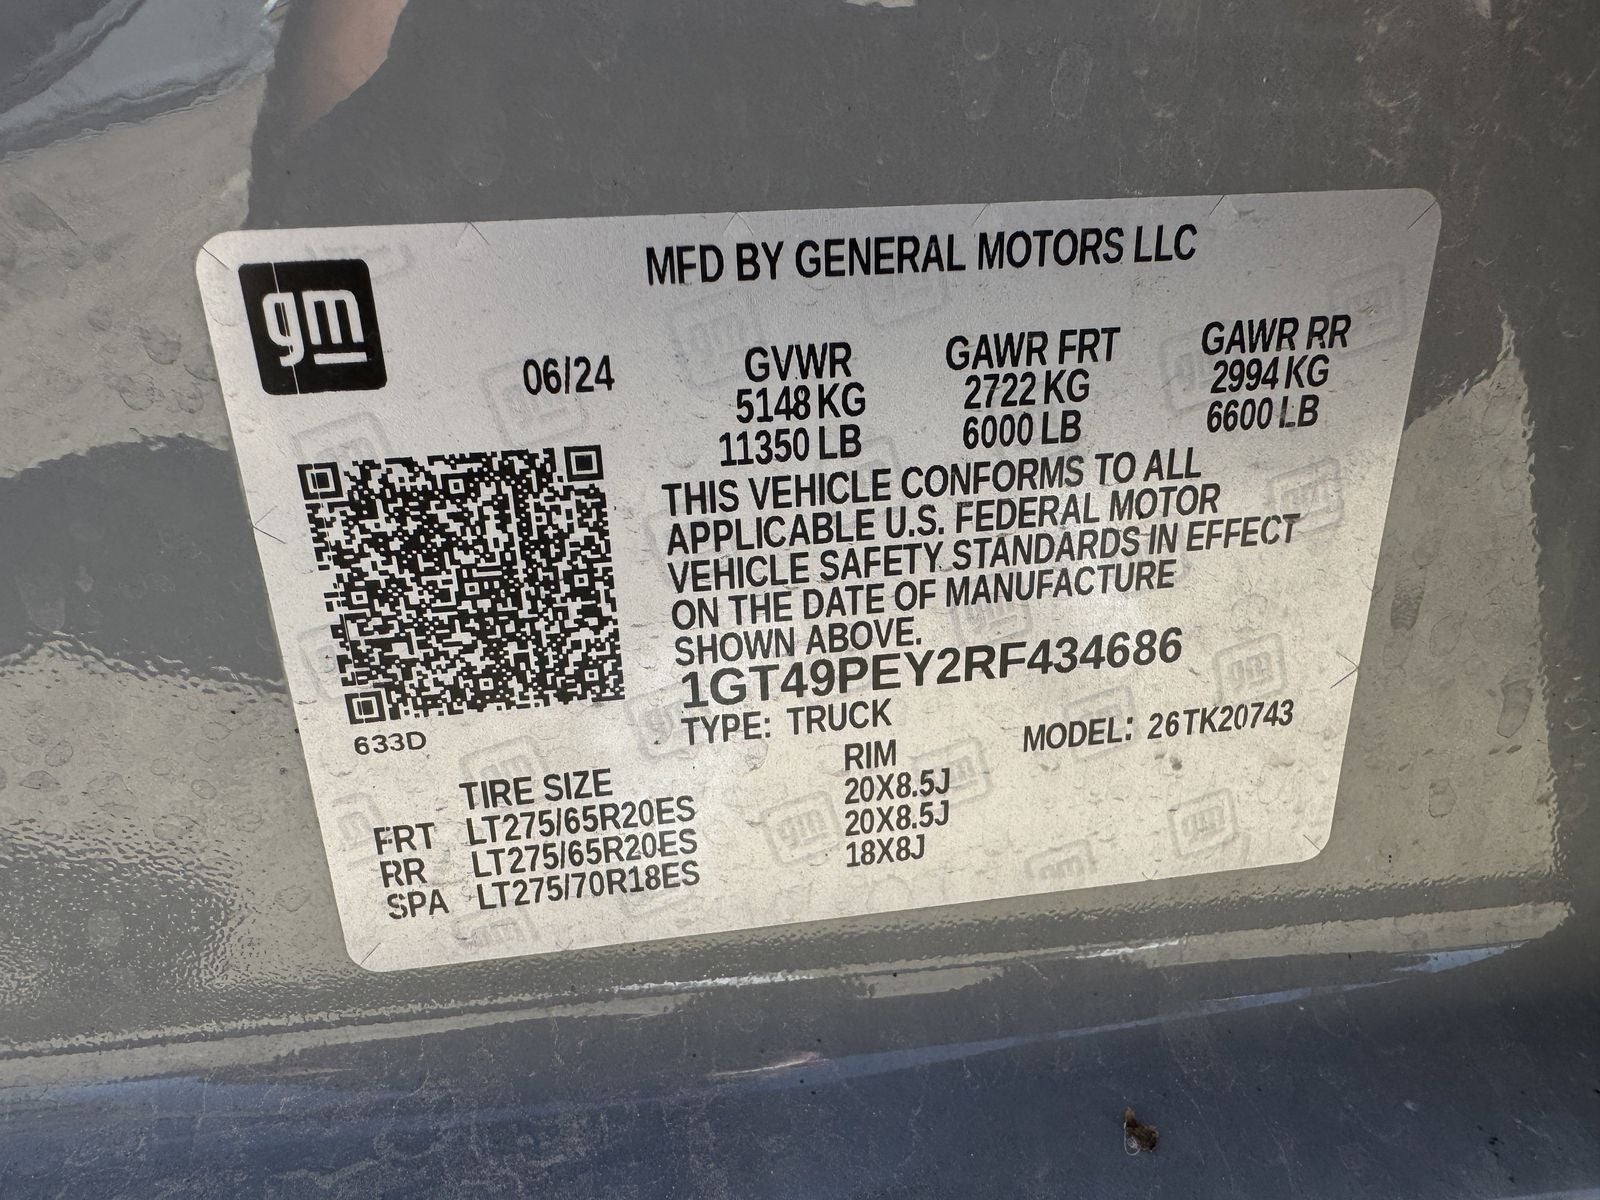 MFD BY GENERAL MOTORS LLC
gm
06/24
GVWR GAWR FRT GAWR RR
5148 KG 2722 KG 2994 KG
11350 LB 6000 LB 6600 LB
THIS VEHICLE CONFORMS TO ALL
APPLICABLE U.S. FEDERAL MOTOR
VEHICLE SAFETY STANDARDS IN EFFECT
ON THE DATE OF MANUFACTURE
SHOWN ABOVE.
1GT49PEY2RF434686
TYPE: TRUCK MODEL: 26TK20743
633D
TIRE SIZE RIM
FRT LT275/65R20ES 20X8.5J
RR LT275/65R20ES 20X8.5J
SPA LT275/70R18ES 18X8J